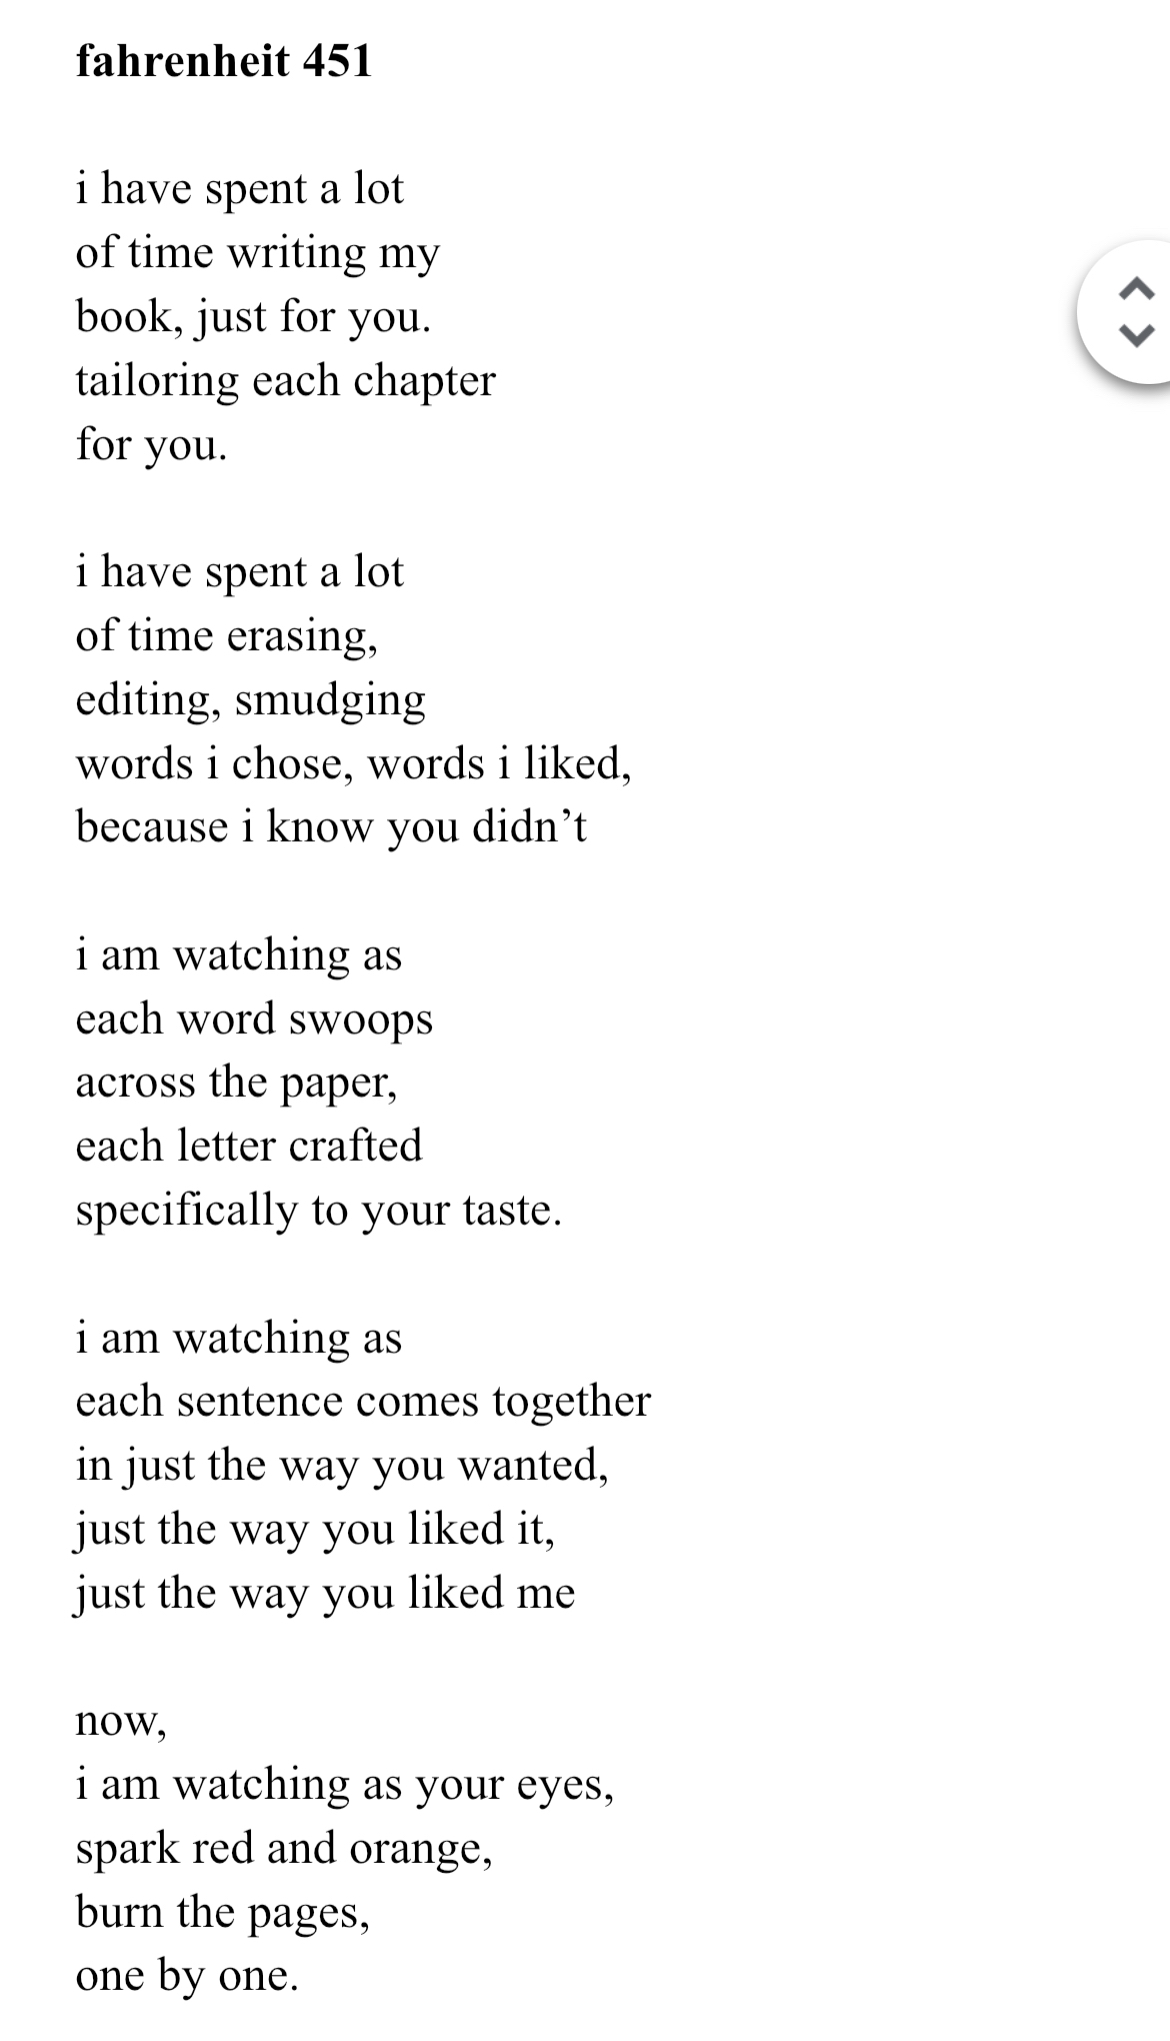 fahrenheit 451
i have spent a lot
of time writing my
book, just for you.
tailoring each chapter
for you.
i have spent a lot
of time erasing,
editing, smudging
words i chose, words i liked,
because i know you didn’t
i am watching as
each word swoops
across the paper,
each letter crafted
specifically to your taste.
i am watching as
each sentence comes together
in just the way you wanted,
just the way you liked it,
just the way you liked me
now,
i am watching as your eyes,
spark red and orange,
burn the pages,
one by one.